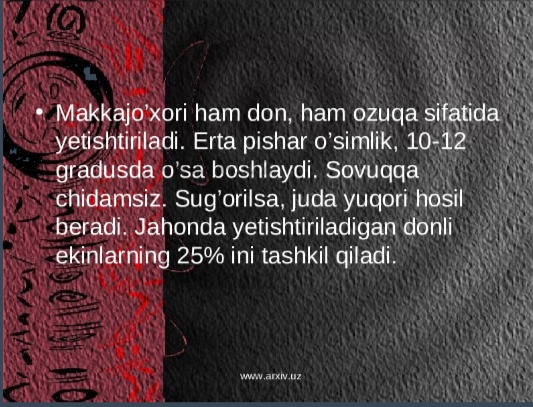 • Makkajo’xori ham don, ham ozuqa sifatida
yetishtiriladi. Erta pishar o’simlik, 10-12
gradusda o’sa boshlaydi. Sovuqqa
chidamsiz. Sug’orilsa, juda yuqori hosil
beradi. Jahonda yetishtiriladigan donli
ekinlarning 25% ini tashkil qiladi.
www.arxiv.uz